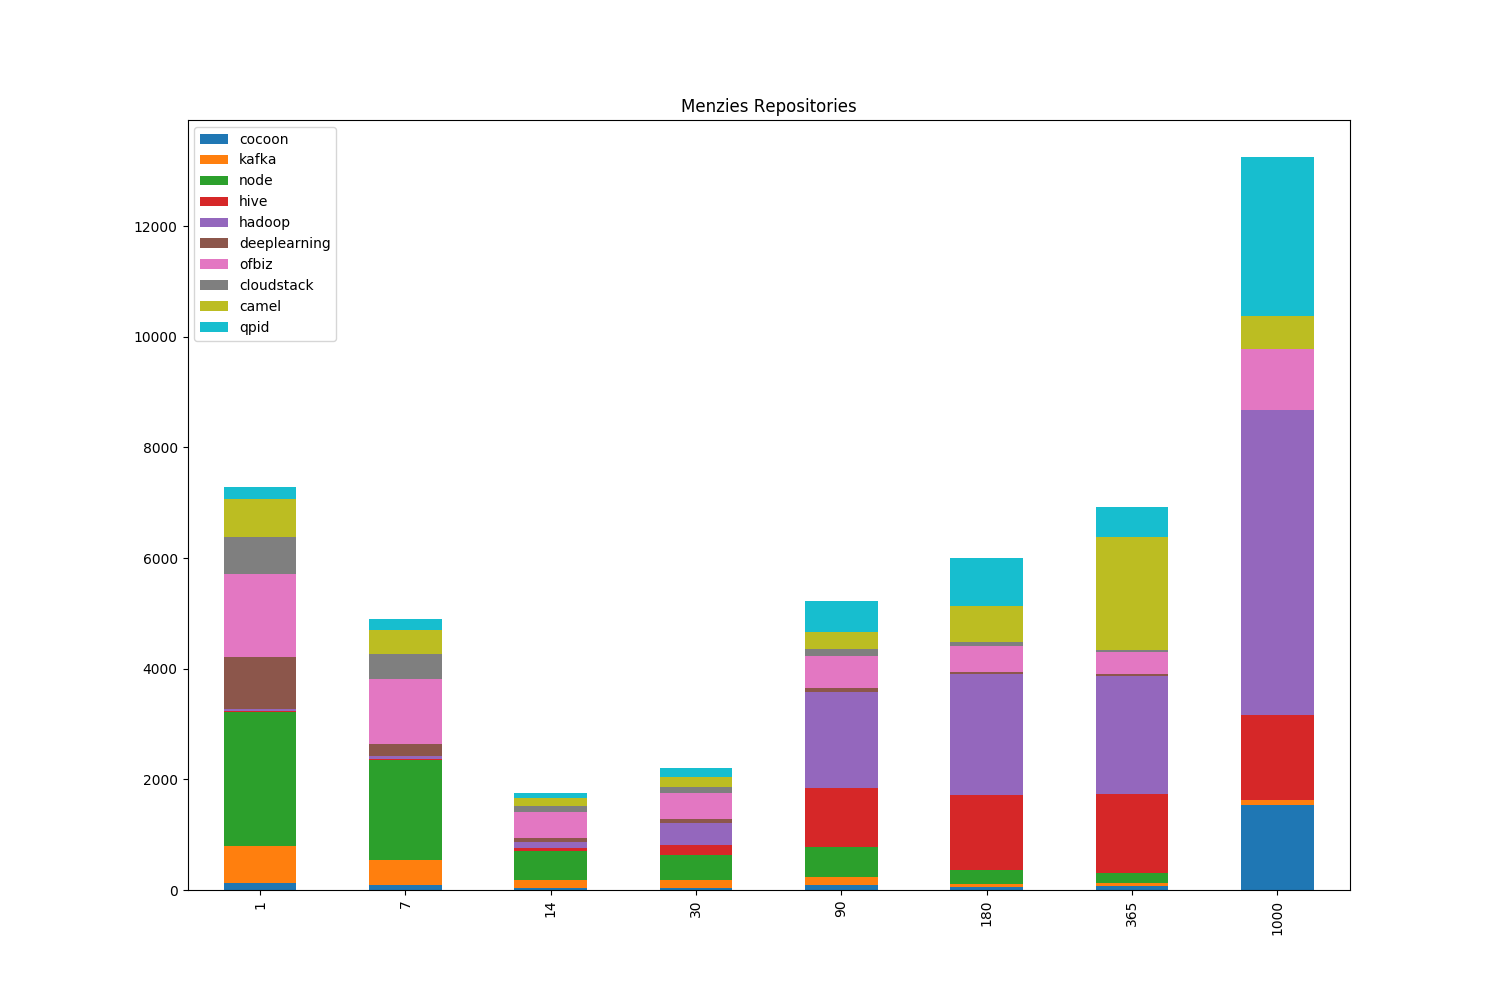 Menzies Repositories
cocoon
kafka
node
hive
hadoop
deeplearning
ofbiz
cloudstack
camel
qpid
12000
10000
8000
6000
4000
2000
0
1
7
14
30
90
180
365
1000